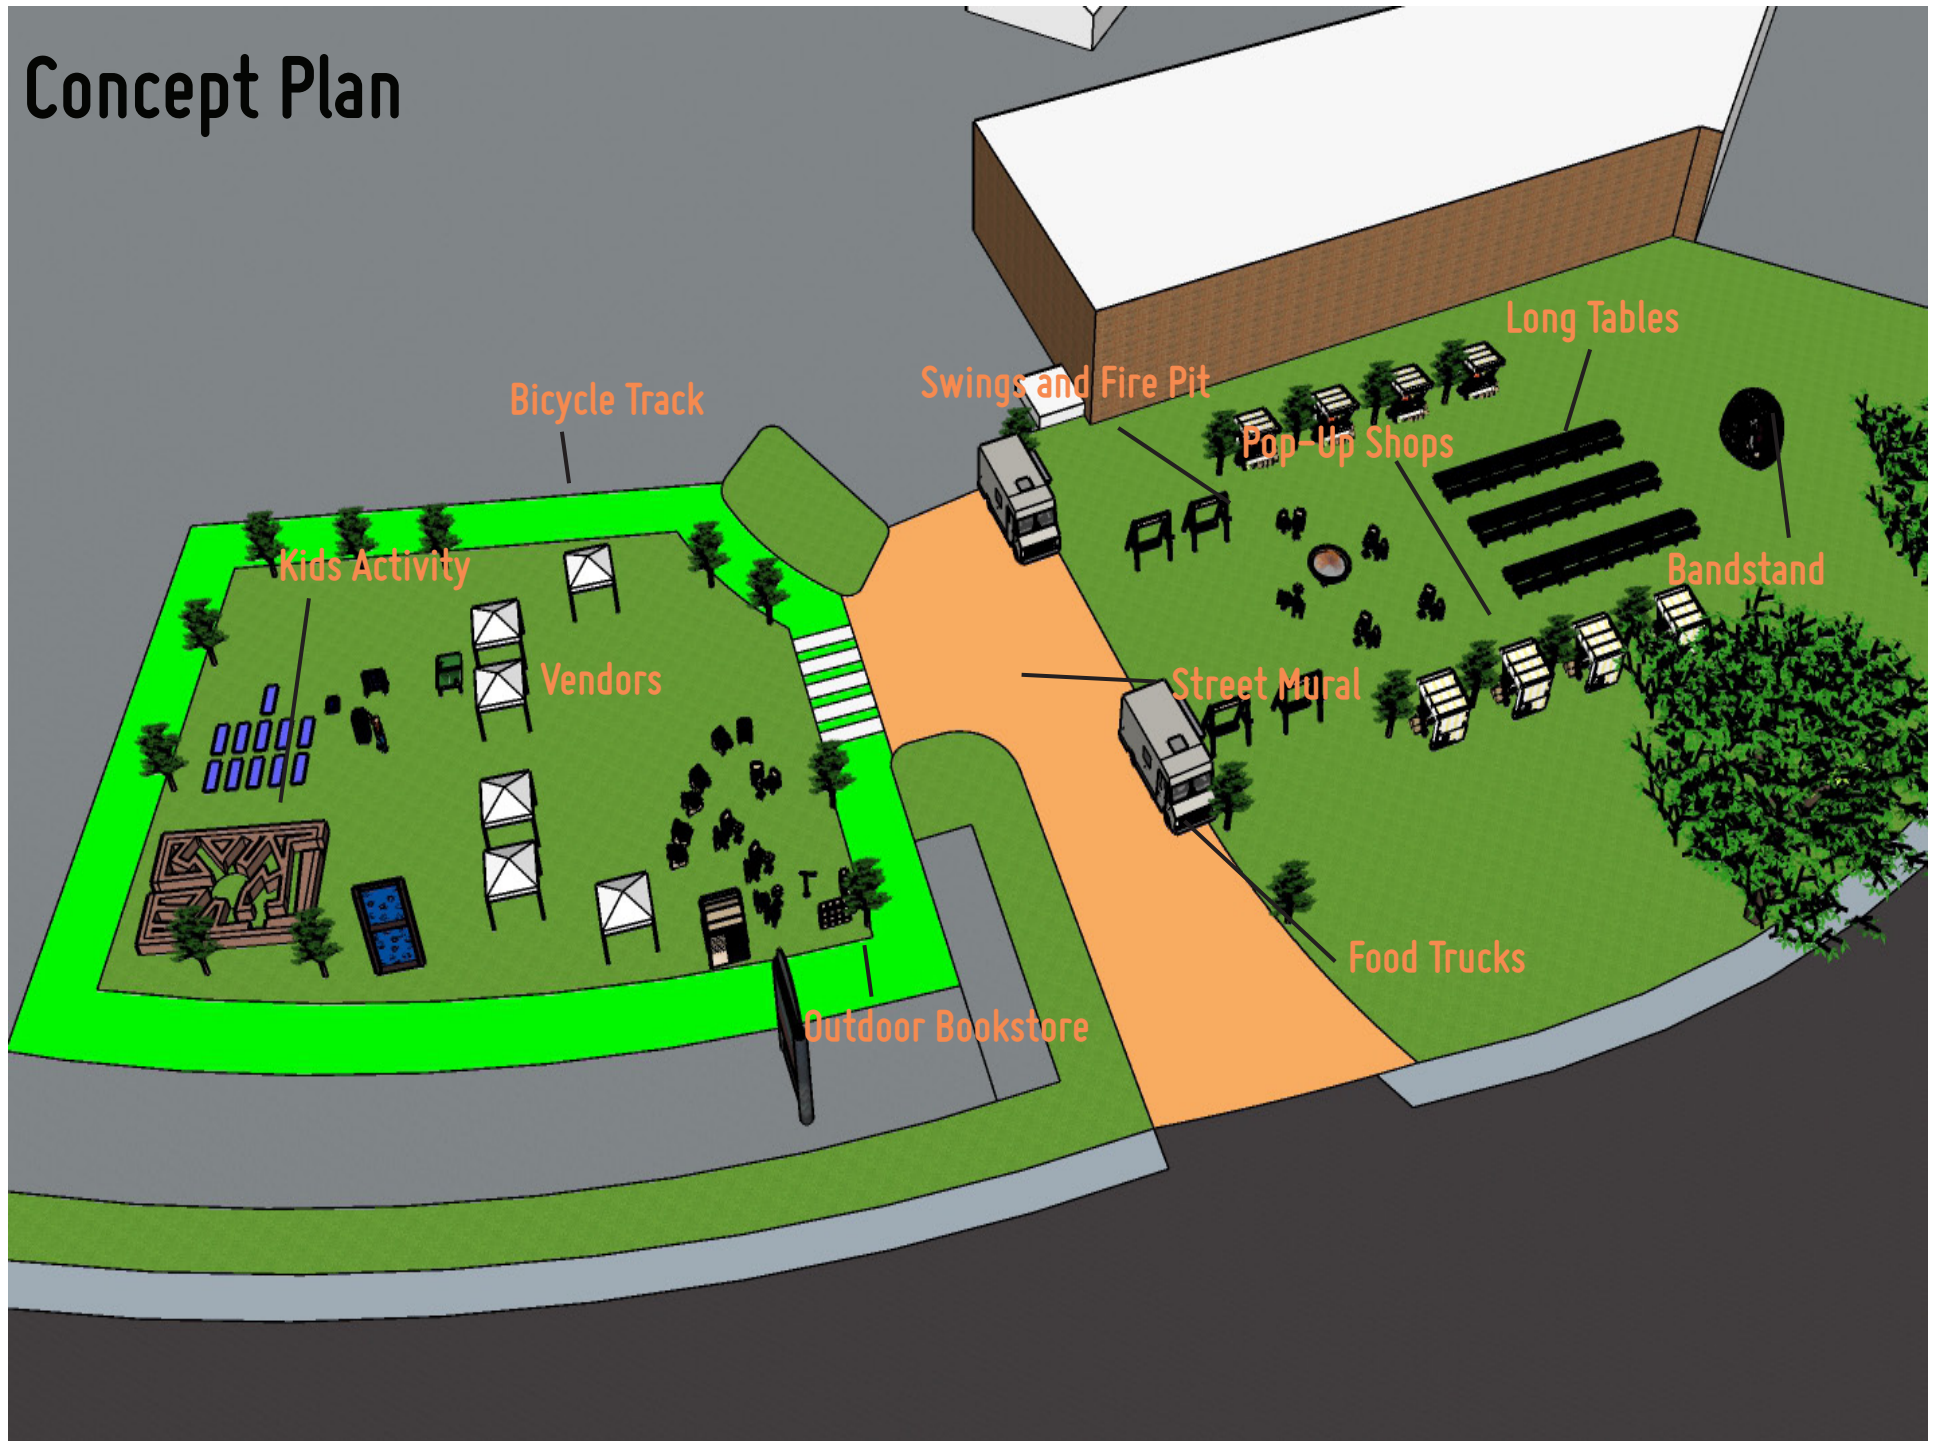 Concept Plan
Long Tables
Swings and Fire Pit
Bicycle Track
Pop-Up Shops
Kids Activity
Bandstand
Vendors
Street Mural
Food Trucks
Outdoor Bookstore